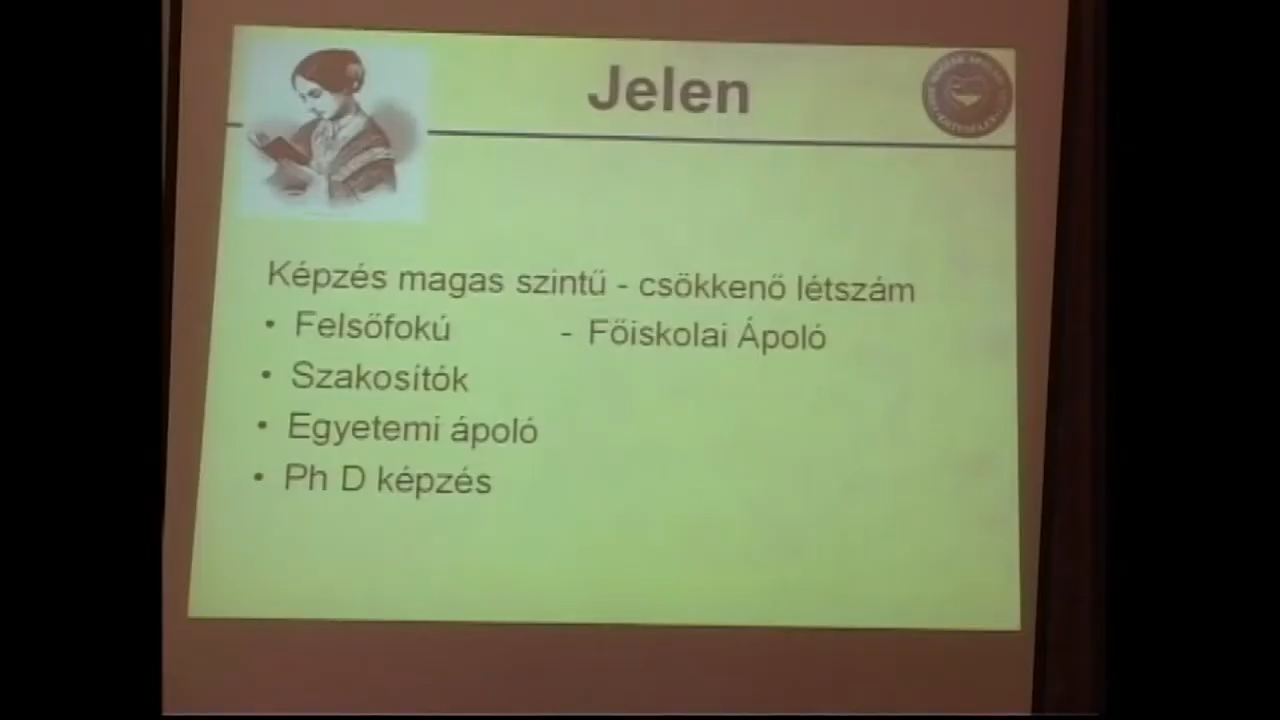 Jelen
Képzés magas szintű - csökkenő létszám
• Felsőfokú - Főiskolai Ápoló
• Szakosítók
• Egyetemi ápoló
• Ph D képzés